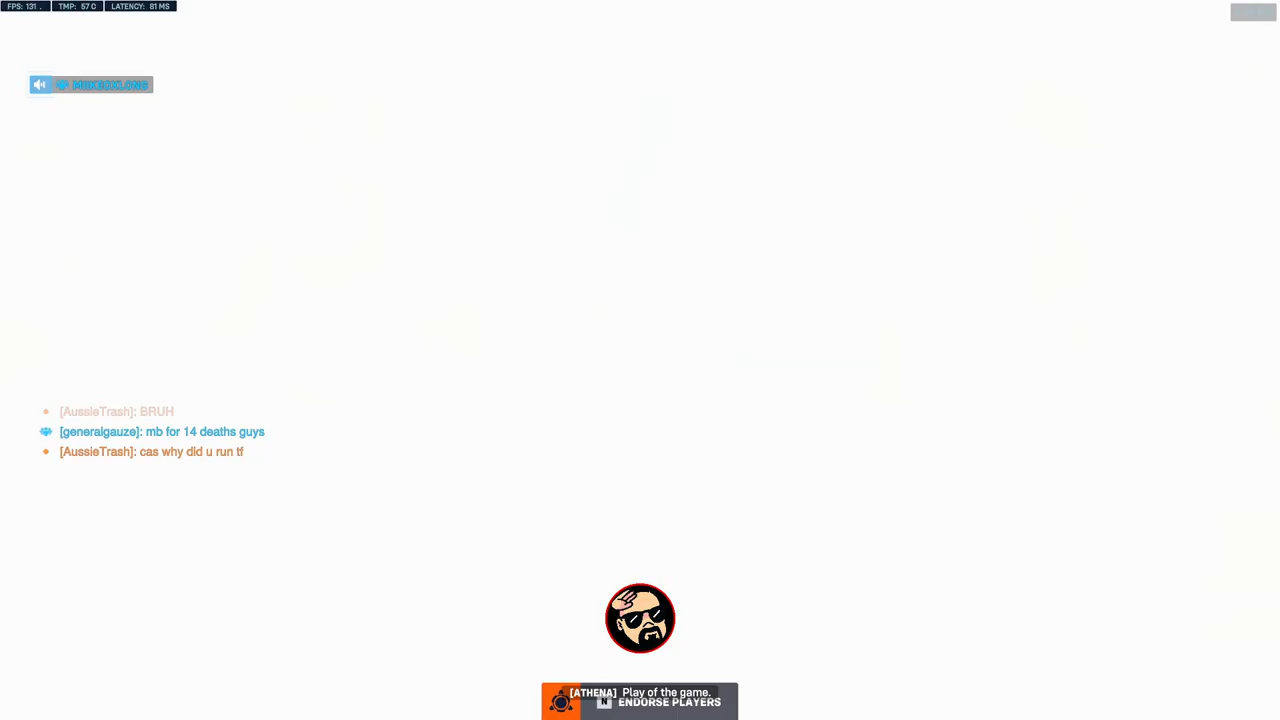 FPS: 131 .
TMP: 57 C
LATENCY: 81 MS
[AussieTrash]: BRUH
[generalgauze]: mb for 14 deaths guys
[AussieTrash]: cas why did u run tf
[ATHENA] Play of the game.
N ENDORSE PLAYERS